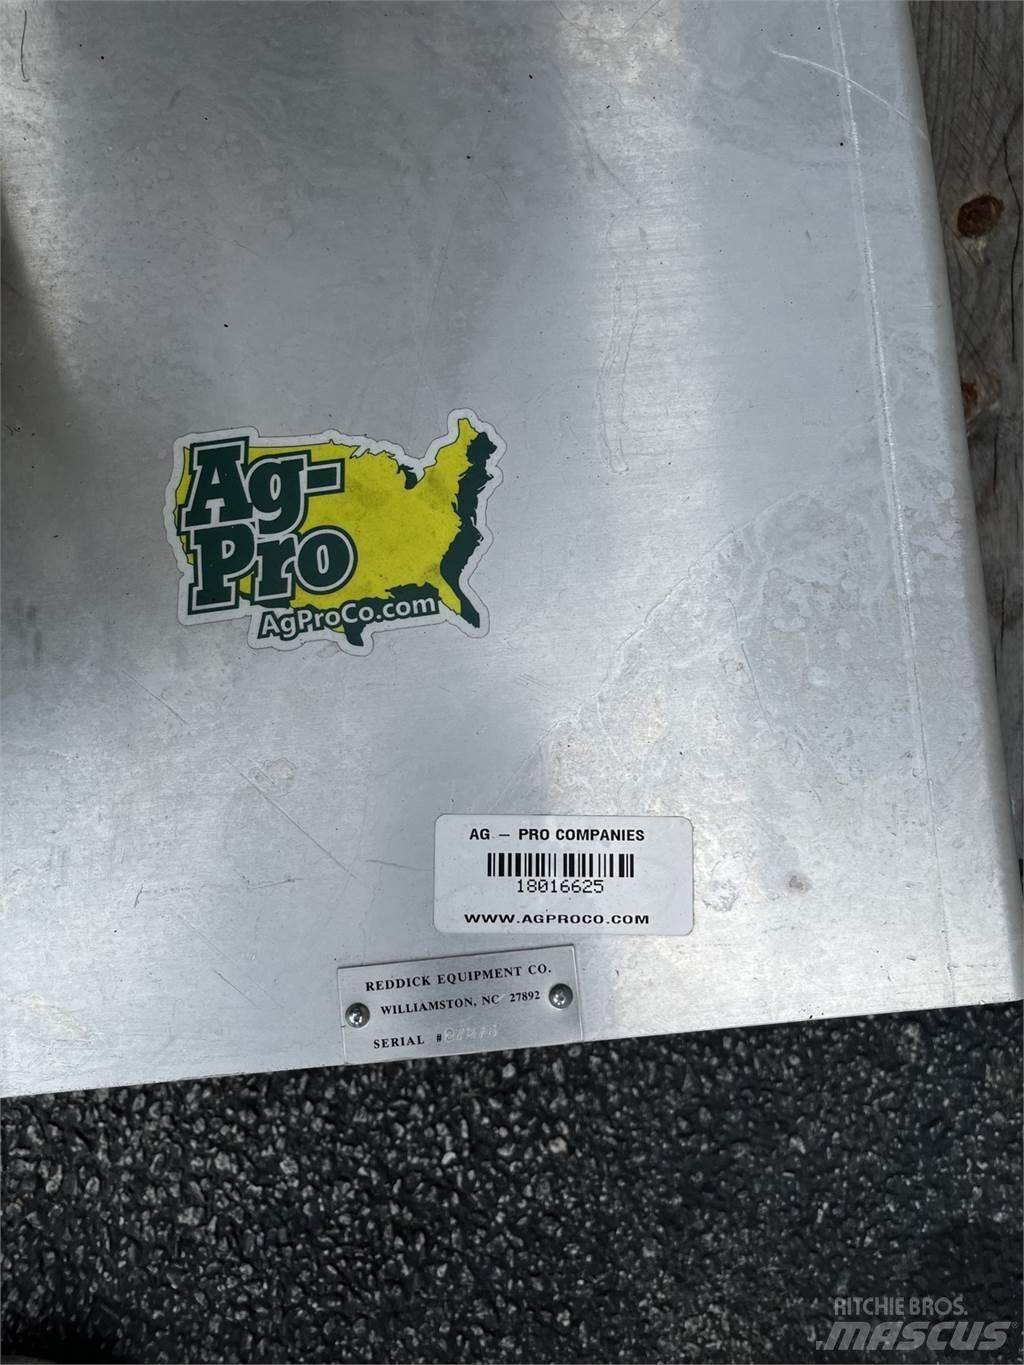 Ag-
Pro
AgProCo.com
AG - PRO COMPANIES
18016625
WWW.AGPROCO.COM
REDDICK EQUIPMENT CO.
WILLIAMSTON, NC 27892
SERIAL #
RITCHIE BROS.
MASCUS